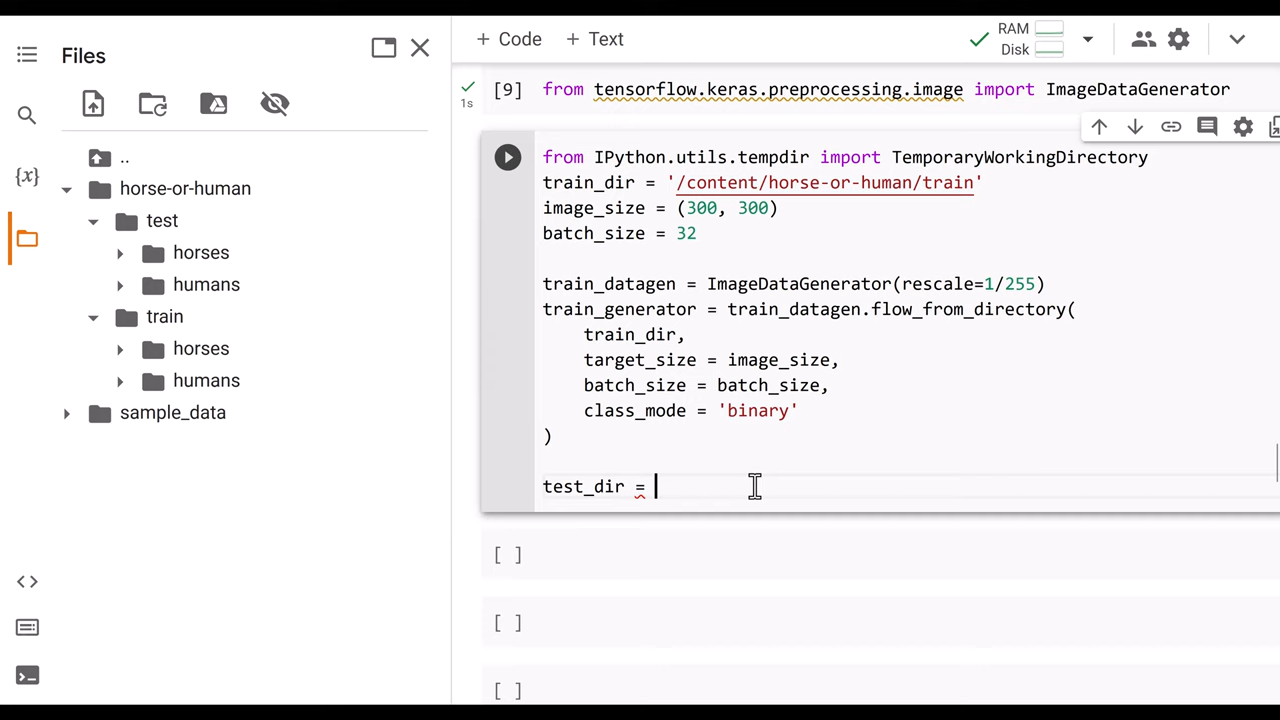 Files
..
horse-or-human
test
horses
humans
train
horses
humans
sample_data
{x}
<>
+ Code + Text
RAM
Disk
[9] from tensorflow.keras.preprocessing.image import ImageDataGenerator
1s
from IPython.utils.tempdir import TemporaryWorkingDirectory
train_dir = '/content/horse-or-human/train'
image_size = (300, 300)
batch_size = 32
train_datagen = ImageDataGenerator(rescale=1/255)
train_generator = train_datagen.flow_from_directory(
train_dir,
target_size = image_size,
batch_size = batch_size,
class_mode = 'binary'
)
test_dir =
[ ]
[ ]
[ ]